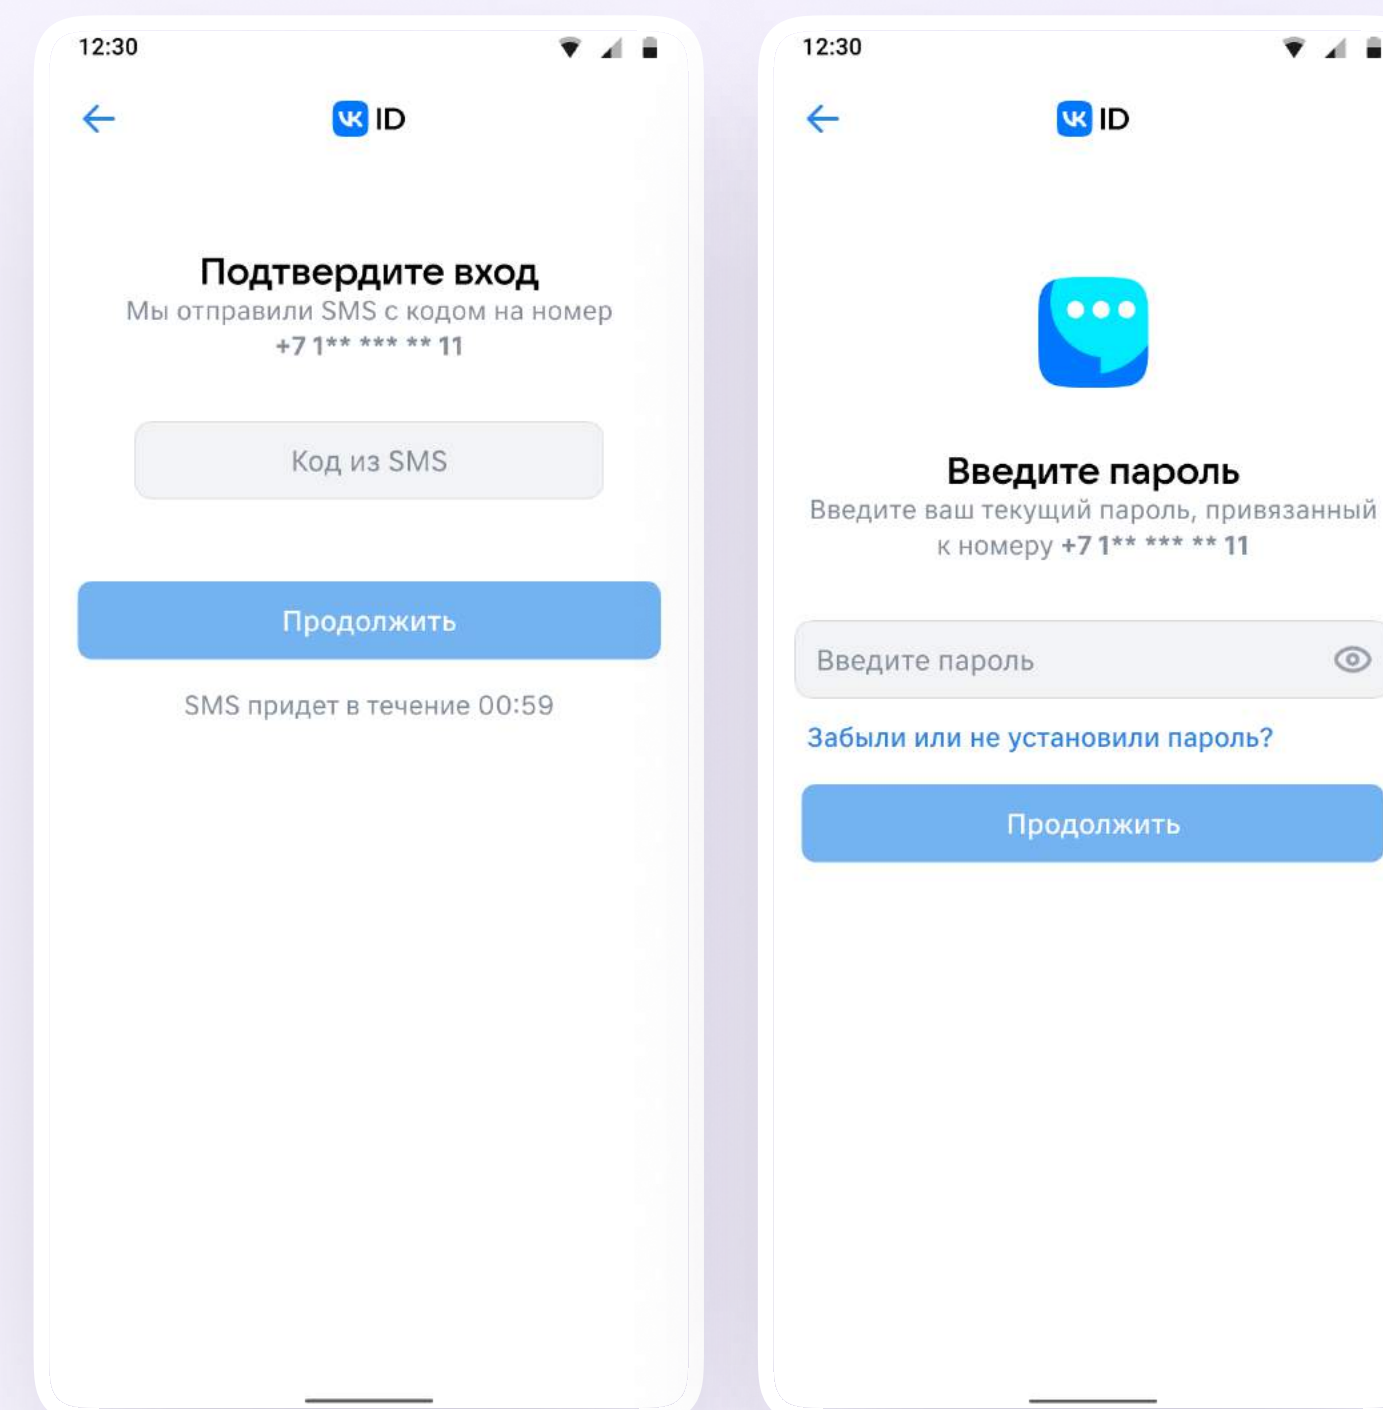 12:30
VK ID
Подтвердите вход
Мы отправили SMS с кодом на номер
+7 1** *** ** 11
Код из SMS
Продолжить
SMS придет в течение 00:59
12:30
VK ID
Введите пароль
Введите ваш текущий пароль, привязанный
к номеру +7 1** *** ** 11
Введите пароль
Забыли или не установили пароль?
Продолжить